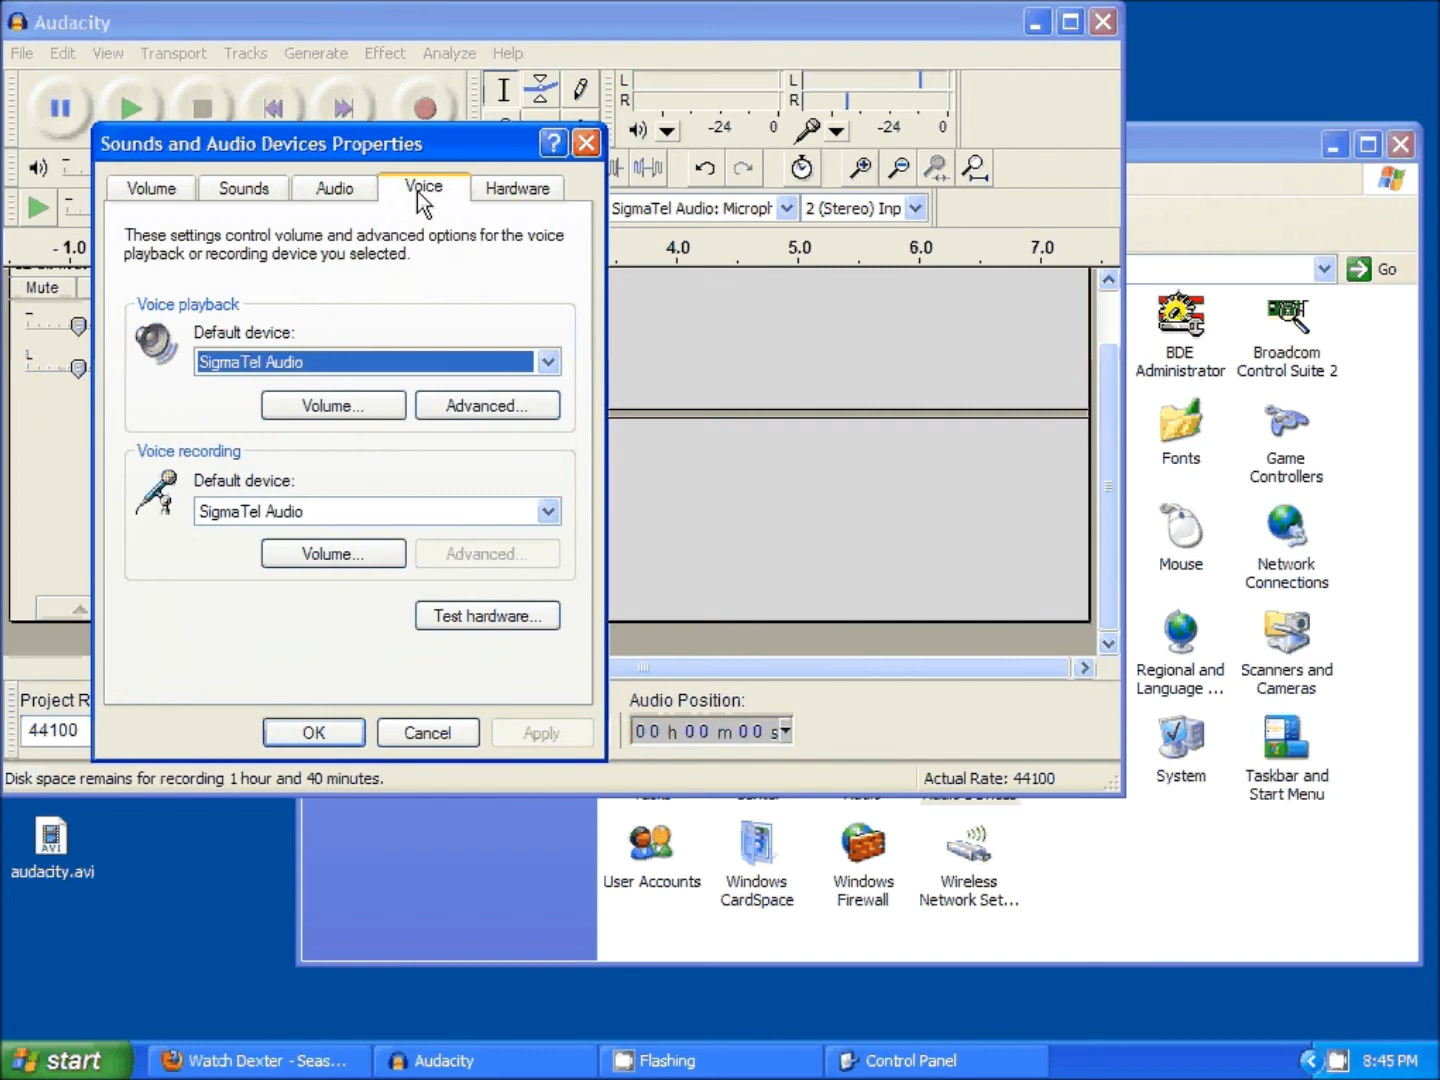 Audacity
File Edit View Transport Tracks Generate Effect Analyze Help
L
R
-24 0
L
R
-24 0
SigmaTel Audio: Microph
2 (Stereo) Inp
- 1.0
4.0 5.0 6.0 7.0
Mute
-
L
Sounds and Audio Devices Properties
Volume Sounds Audio Voice Hardware
These settings control volume and advanced options for the voice
playback or recording device you selected.
Voice playback
Default device:
SigmaTel Audio
Volume... Advanced...
Voice recording
Default device:
SigmaTel Audio
Volume... Advanced...
Test hardware...
OK Cancel Apply
Project R
44100
Audio Position:
00 h 00 m 00 s
Disk space remains for recording 1 hour and 40 minutes.
Actual Rate: 44100
Go
BDE
Administrator
Broadcom
Control Suite 2
Fonts
Game
Controllers
Mouse
Network
Connections
Regional and
Language ...
Scanners and
Cameras
System
Taskbar and
Start Menu
User Accounts
Windows
CardSpace
Windows
Firewall
Wireless
Network Set...
AVI
audacity.avi
start
Watch Dexter - Seas...
Audacity
Flashing
Control Panel
8:45 PM